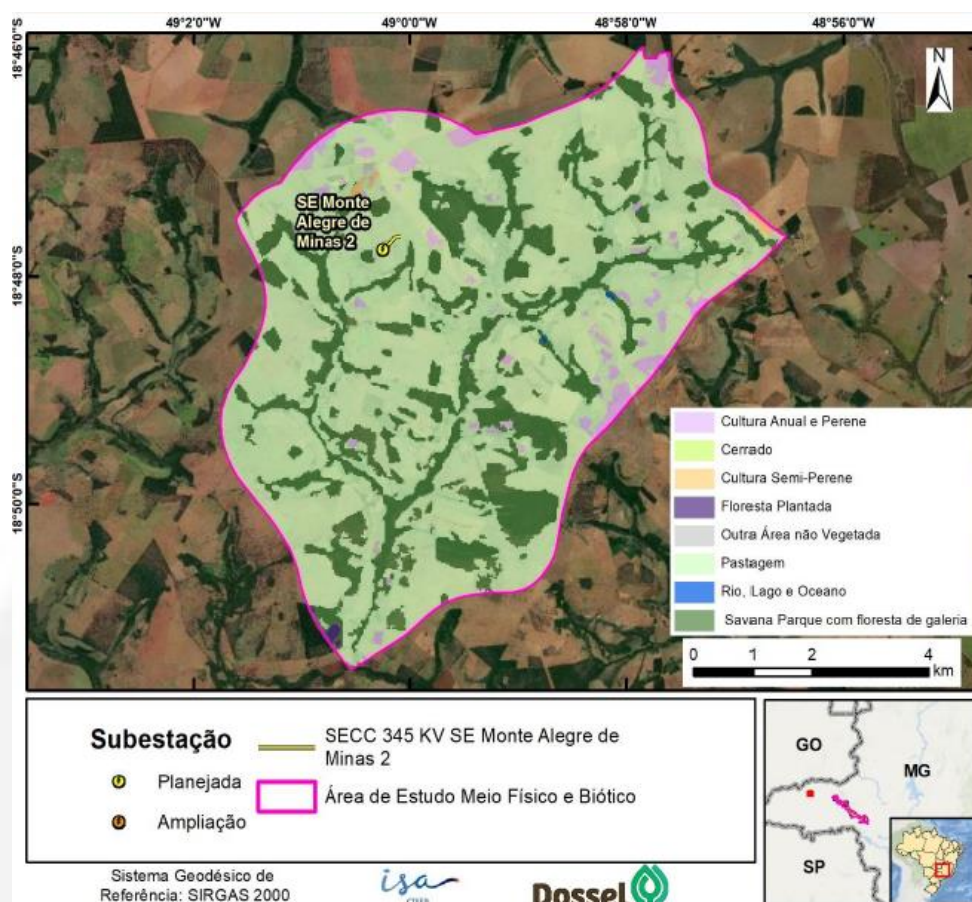 49°2'0"W
49°0'0"W
48°58'0"W
48°56'0"W
18°46'0"S
18°48'0"S
18°50'0"S
N
SE Monte
Alegre de
Minas 2
Cultura Anual e Perene
Cerrado
Cultura Semi-Perene
Floresta Plantada
Outra Área não Vegetada
Pastagem
Rio, Lago e Oceano
Savana Parque com floresta de galeria
0 1 2 4
km
Subestação
Planejada
Ampliação
SECC 345 KV SE Monte Alegre de
Minas 2
Área de Estudo Meio Físico e Biótico
GO
MG
SP
Sistema Geodésico de
Referência: SIRGAS 2000
isa
Dossel